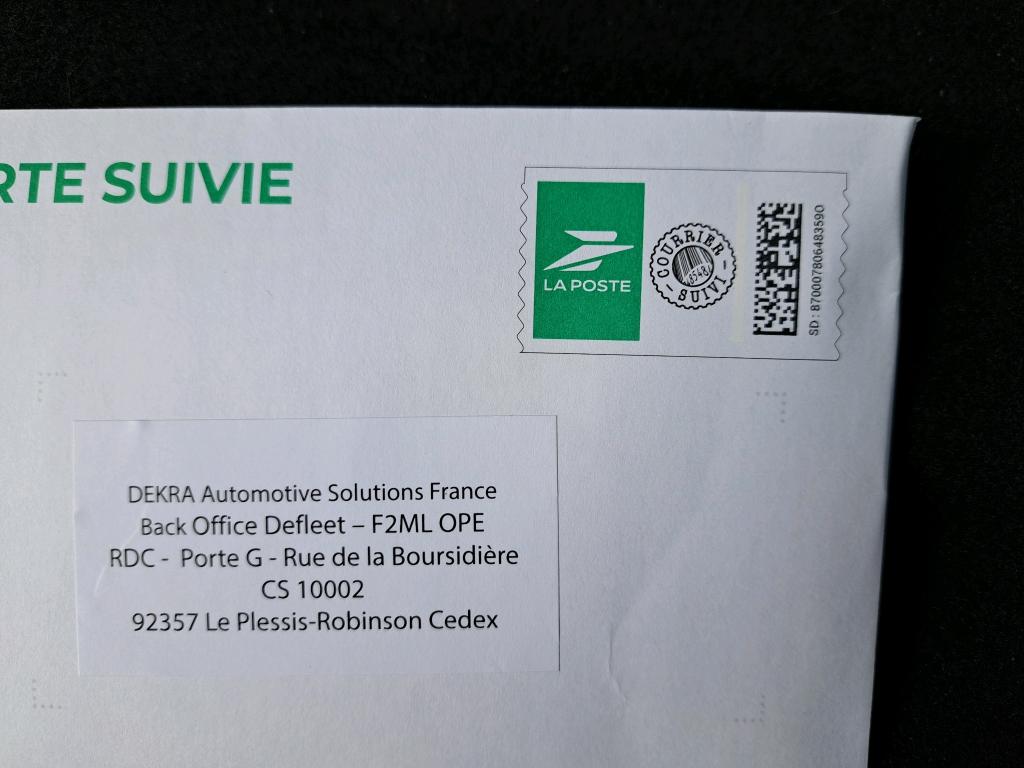 RTE SUIVIE
LA POSTE
COURRIER
SUIVI
SD : 870007806483590
DEKRA Automotive Solutions France
Back Office Defleet – F2ML OPE
RDC - Porte G - Rue de la Boursidière
CS 10002
92357 Le Plessis-Robinson Cedex